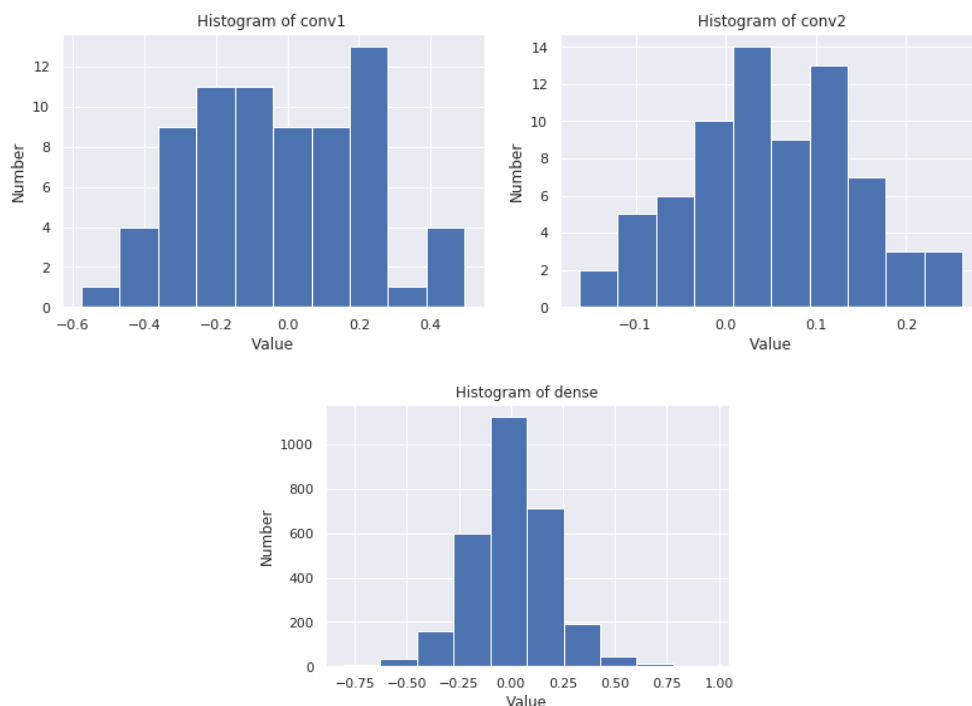 Histogram of conv1
12
10
8
6
4
2
0
Number
−0.6 −0.4 −0.2 0.0 0.2 0.4
Value
Histogram of conv2
14
12
10
8
6
4
2
0
Number
−0.1 0.0 0.1 0.2
Value
Histogram of dense
1000
800
600
400
200
0
Number
−0.75 −0.50 −0.25 0.00 0.25 0.50 0.75 1.00
Value